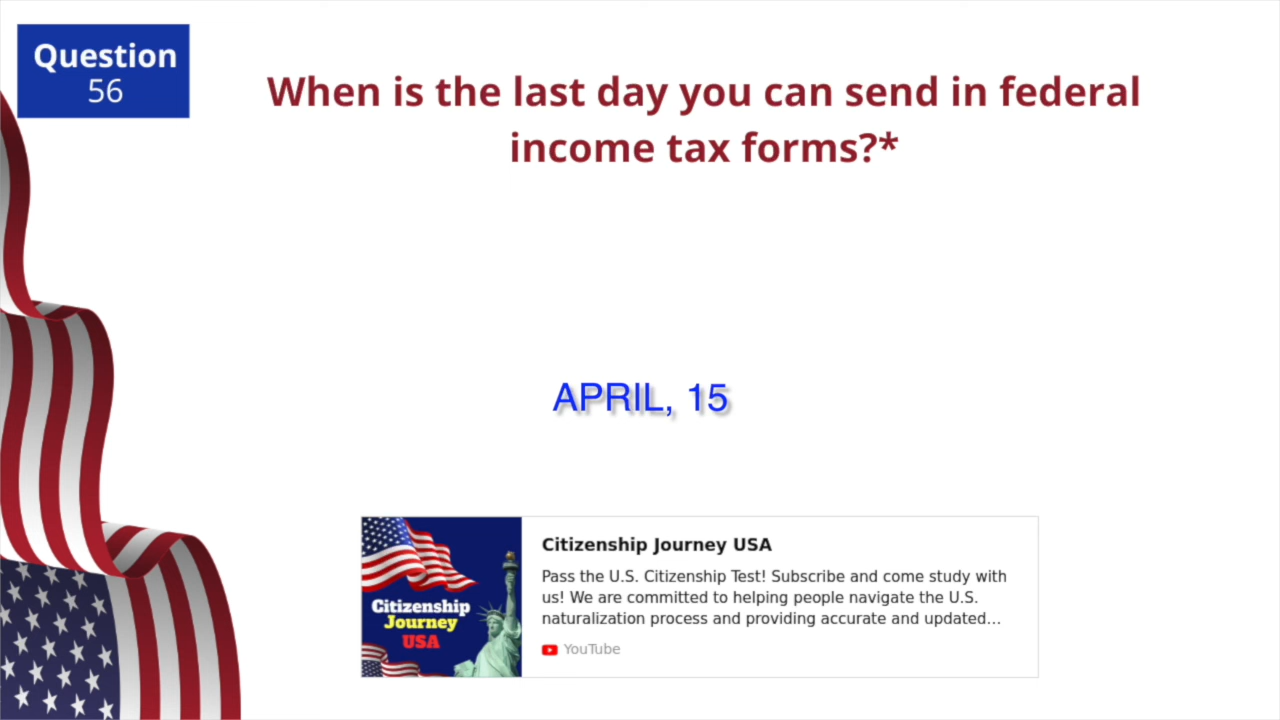 Question
56
When is the last day you can send in federal
income tax forms?*
APRIL, 15
Citizenship
Journey
USA
Citizenship Journey USA
Pass the U.S. Citizenship Test! Subscribe and come study with
us! We are committed to helping people navigate the U.S.
naturalization process and providing accurate and updated...
YouTube